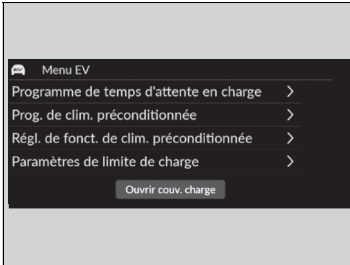 Menu EV
Programme de temps d'attente en charge
Prog. de clim. préconditionnée
Régl. de fonct. de clim. préconditionnée
Paramètres de limite de charge
Ouvrir couv. charge